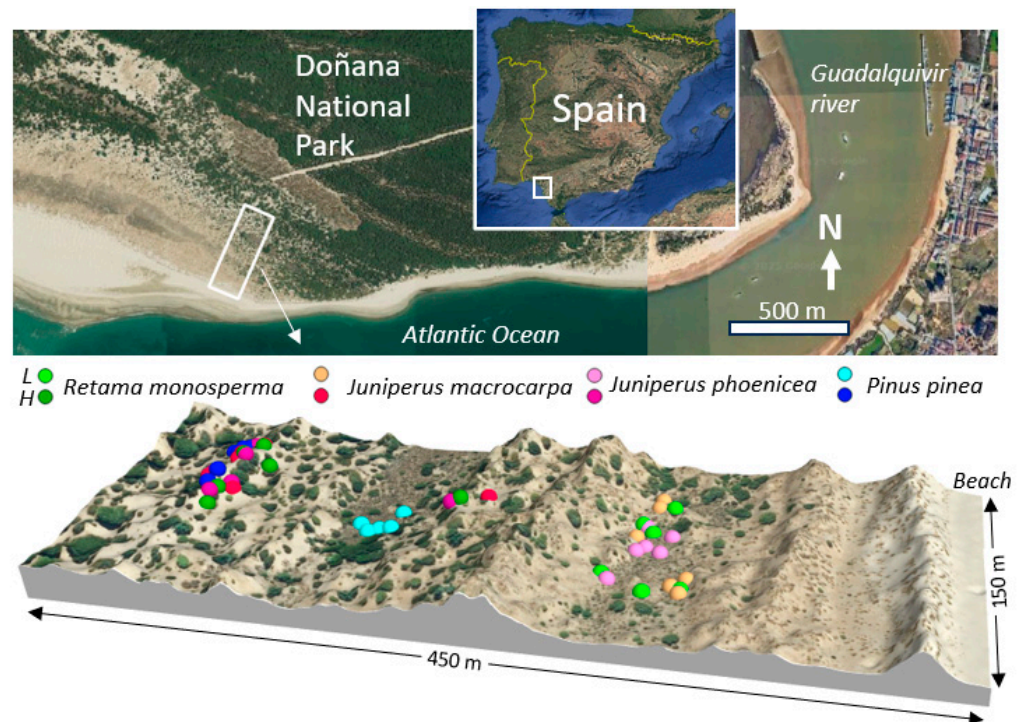 Doñana
National
Park
Spain
Guadalquivir
river
N
500 m
Atlantic Ocean
L
H
Retama monosperma
Juniperus macrocarpa
Juniperus phoenicea
Pinus pinea
Beach
150 m
450 m